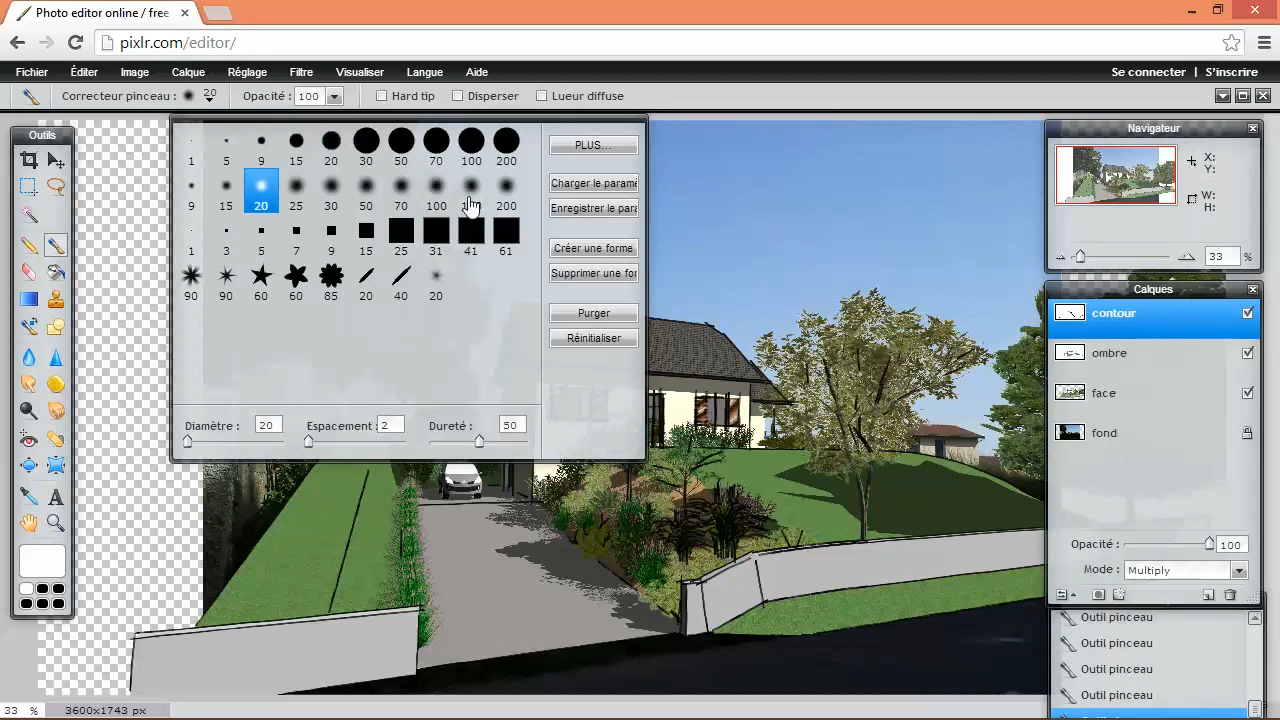 Photo editor online / free
pixlr.com/editor/
Fichier Éditer Image Calque Réglage Filtre Visualiser Langue Aide Se connecter | S'inscrire
Correcteur pinceau : 20 Opacité : 100 Hard tip Disperser Lueur diffuse
Outils
1 5 9 15 20 30 50 70 100 200
9 15 20 25 30 50 70 100 200
1 3 5 7 9 15 25 31 41 61
90 90 60 60 85 20 40 20
PLUS...
Charger le paramé
Enregistrer le para
Créer une forme
Supprimer une for
Purger
Réinitialiser
Diamètre : 20 Espacement : 2 Dureté : 50
Navigateur
X:
Y:
W:
H:
33 %
Calques
contour
ombre
face
fond
Opacité : 100
Mode : Multiply
Outil pinceau
Outil pinceau
Outil pinceau
Outil pinceau
33 % 3600x1743 px